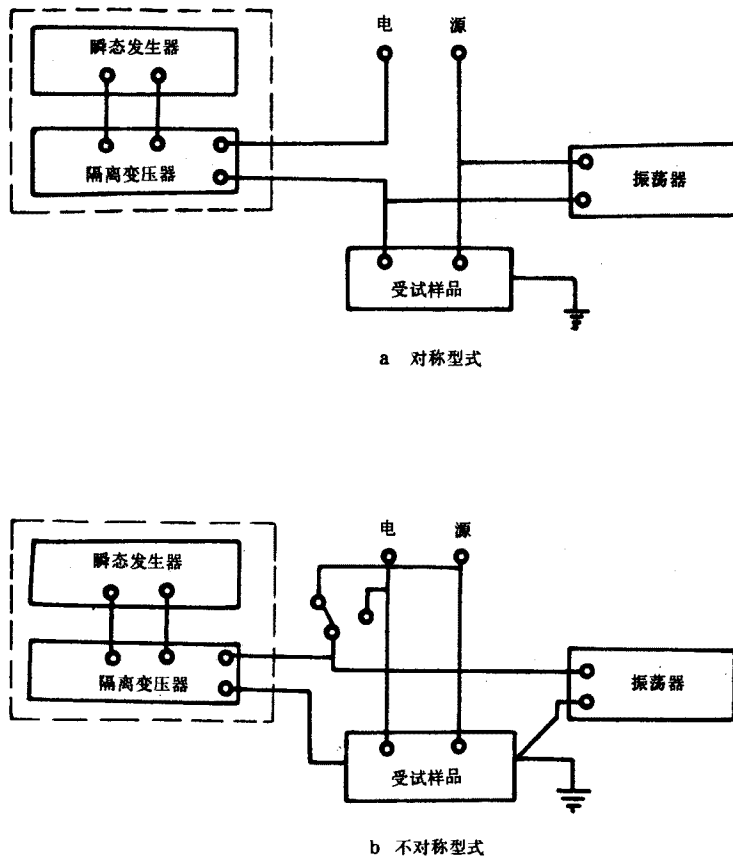 瞬态发生器
电 源
隔离变压器
振荡器
受试样品
a 对称型式
电 源
瞬态发生器
隔离变压器
振荡器
受试样品
b 不对称型式